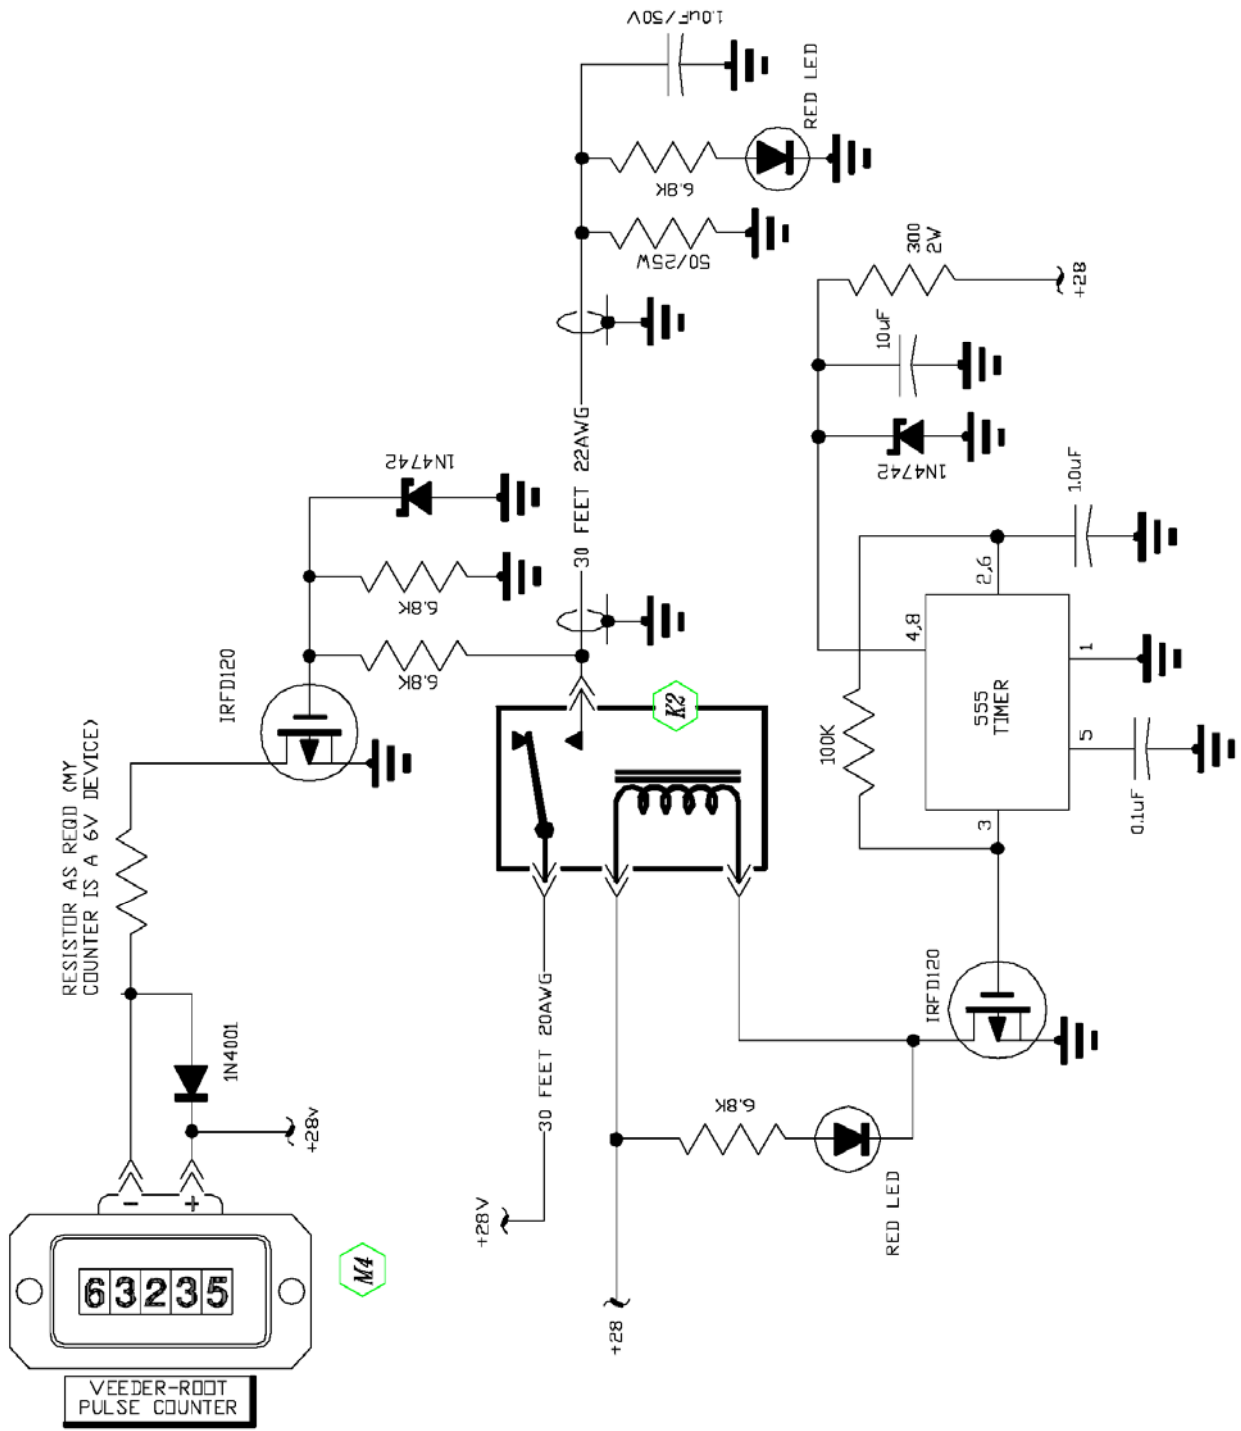 1.0uF/50V
RED LED
6.8K
50/25W
300
2W
+28
10uF
1N4742
30 FEET 22AWG
1N4742
1.0uF
6.8K
2,6
6.8K
4,8
IRFD120
K2
1
555
TIMER
100K
5
3
0.1uF
RESISTOR AS REQD (MY
COUNTER IS A 6V DEVICE)
IRFD120
30 FEET 20AWG
1N4001
6.8K
+28v
- +
+28V
RED LED
63235
M4
+28
VEEDER-ROOT
PULSE COUNTER